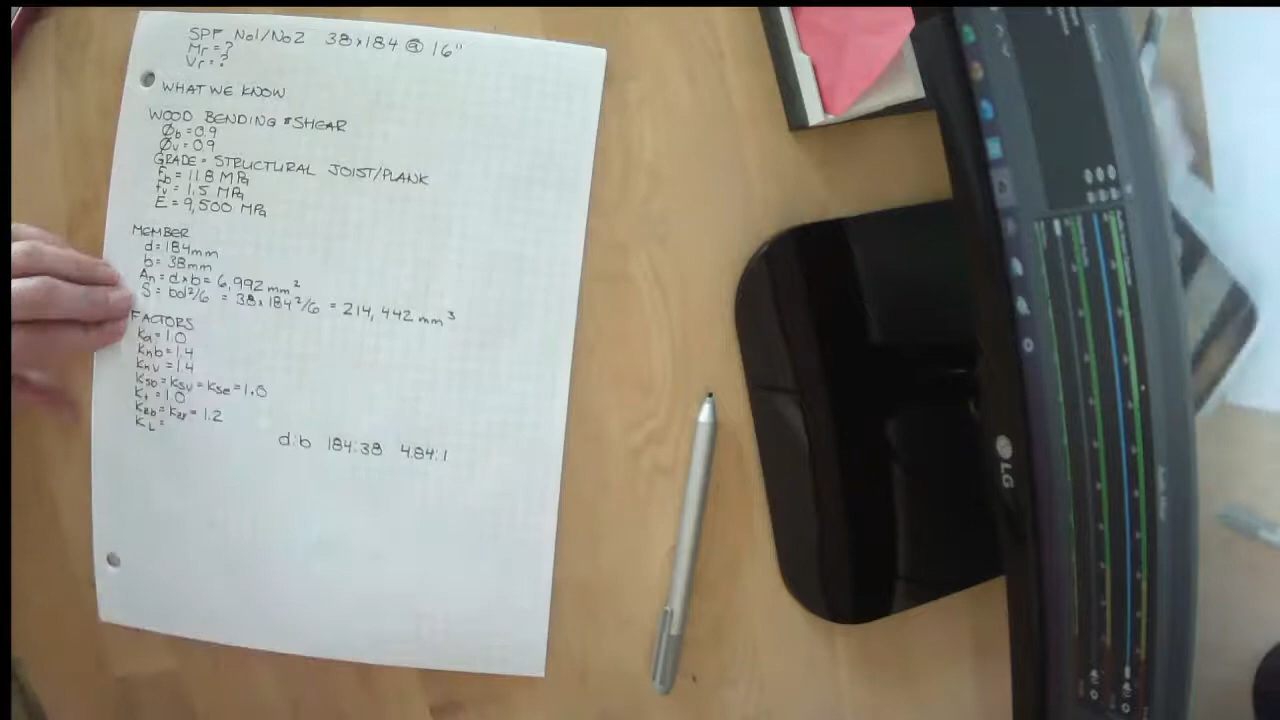 SPF No1/No2 38x184 @ 16"
Mr = ?
Vr = ?
WHAT WE KNOW
WOOD BENDING & SHEAR
Øb = 0.9
Øv = 0.9
GRADE = STRUCTURAL JOIST/PLANK
Fb = 11.8 MPa
fv = 1.5 MPa
E = 9,500 MPa
MEMBER
d = 184mm
b = 38mm
An = d x b = 6,992 mm²
S = bd²/6 = 38 x 184²/6 = 214,442 mm³
FACTORS
Ka = 1.0
Khb = 1.4
Khv = 1.4
Ksb = Ksv = Kse = 1.0
Kt = 1.0
Kzb = Kzv = 1.2
KL =
d:b 184:38 4.84:1
LG